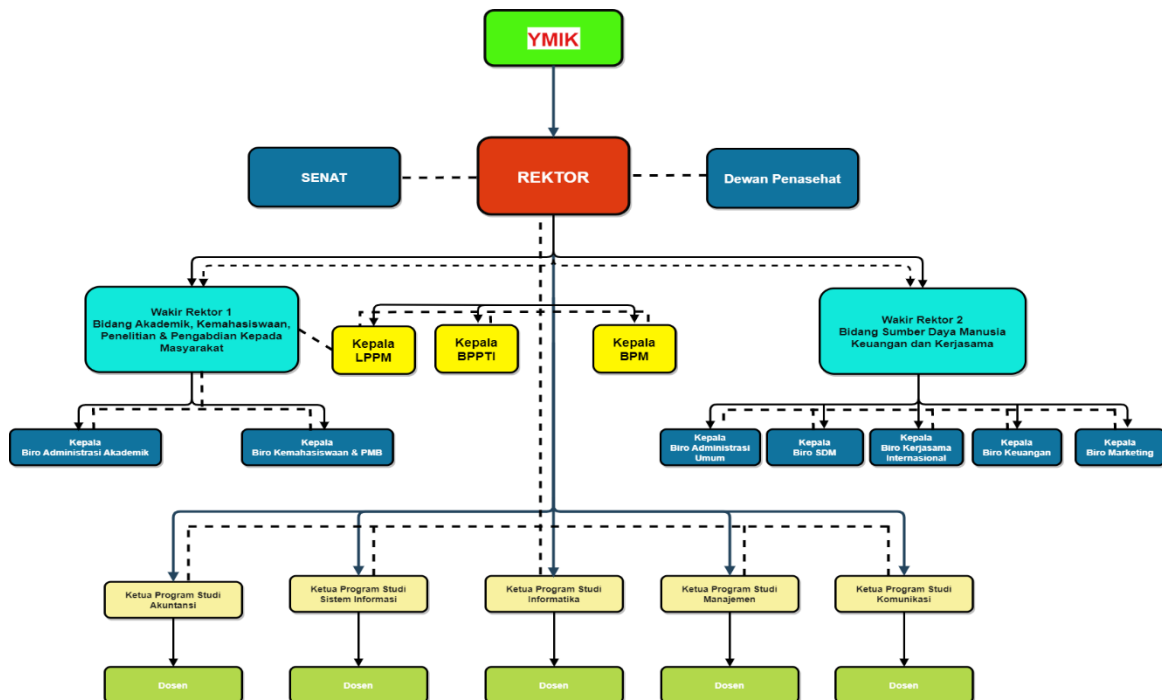 YMIK
SENAT
REKTOR
Dewan Penasehat
Wakir Rektor 1
Bidang Akademik, Kemahasiswaan,
Penelitian & Pengabdian Kepada
Masyarakat
Kepala
LPPM
Kepala
BPPTI
Kepala
BPM
Wakir Rektor 2
Bidang Sumber Daya Manusia
Keuangan dan Kerjasama
Kepala
Biro Administrasi Akademik
Kepala
Biro Kemahasiswaan & PMB
Kepala
Biro Administrasi
Umum
Kepala
Biro SDM
Kepala
Biro Kerjasama
Internasional
Kepala
Biro Keuangan
Kepala
Biro Marketing
Ketua Program Studi
Akuntansi
Ketua Program Studi
Sistem Informasi
Ketua Program Studi
Informatika
Ketua Program Studi
Manajemen
Ketua Program Studi
Komunikasi
Dosen
Dosen
Dosen
Dosen
Dosen